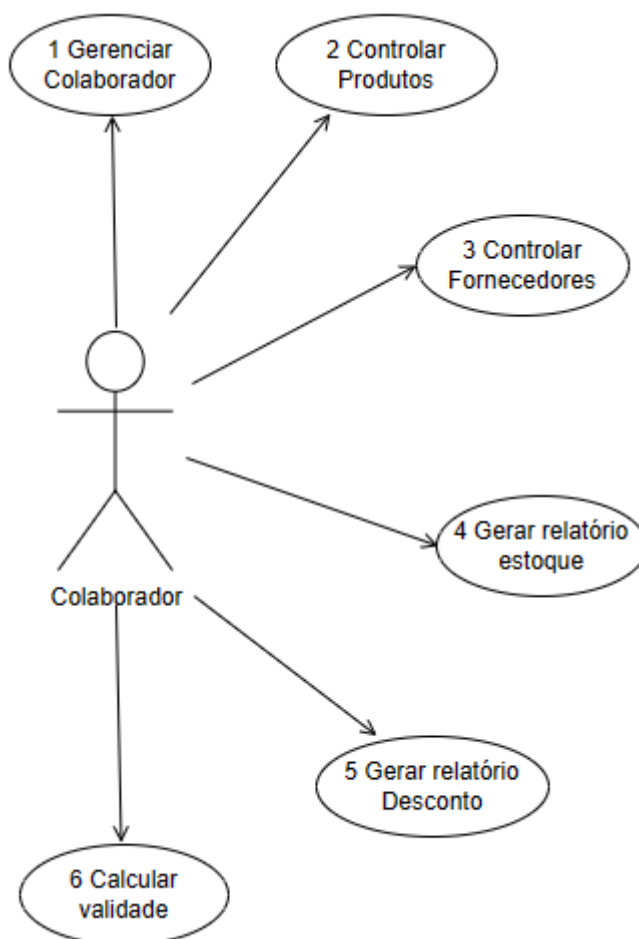 1 Gerenciar
Colaborador
2 Controlar
Produtos
3 Controlar
Fornecedores
4 Gerar relatório
estoque
Colaborador
5 Gerar relatório
Desconto
6 Calcular
validade